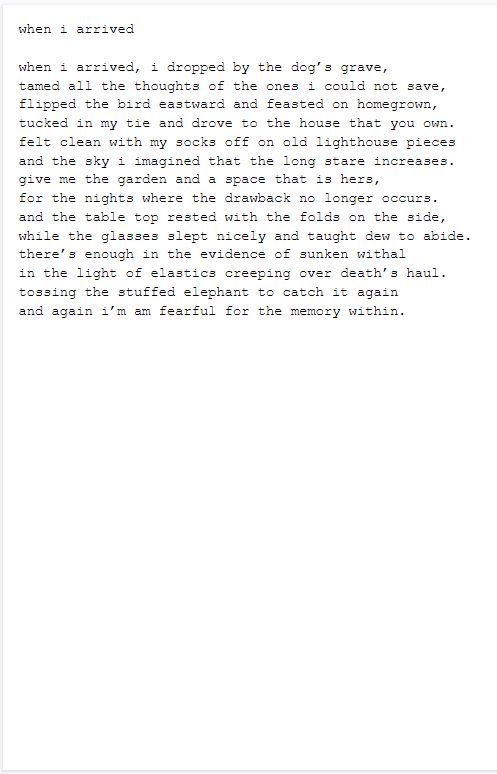 when i arrived
when i arrived, i dropped by the dog’s grave,
tamed all the thoughts of the ones i could not save,
flipped the bird eastward and feasted on homegrown,
tucked in my tie and drove to the house that you own.
felt clean with my socks off on old lighthouse pieces
and the sky i imagined that the long stare increases.
give me the garden and a space that is hers,
for the nights where the drawback no longer occurs.
and the table top rested with the folds on the side,
while the glasses slept nicely and taught dew to abide.
there’s enough in the evidence of sunken withal
in the light of elastics creeping over death’s haul.
tossing the stuffed elephant to catch it again
and again i’m am fearful for the memory within.